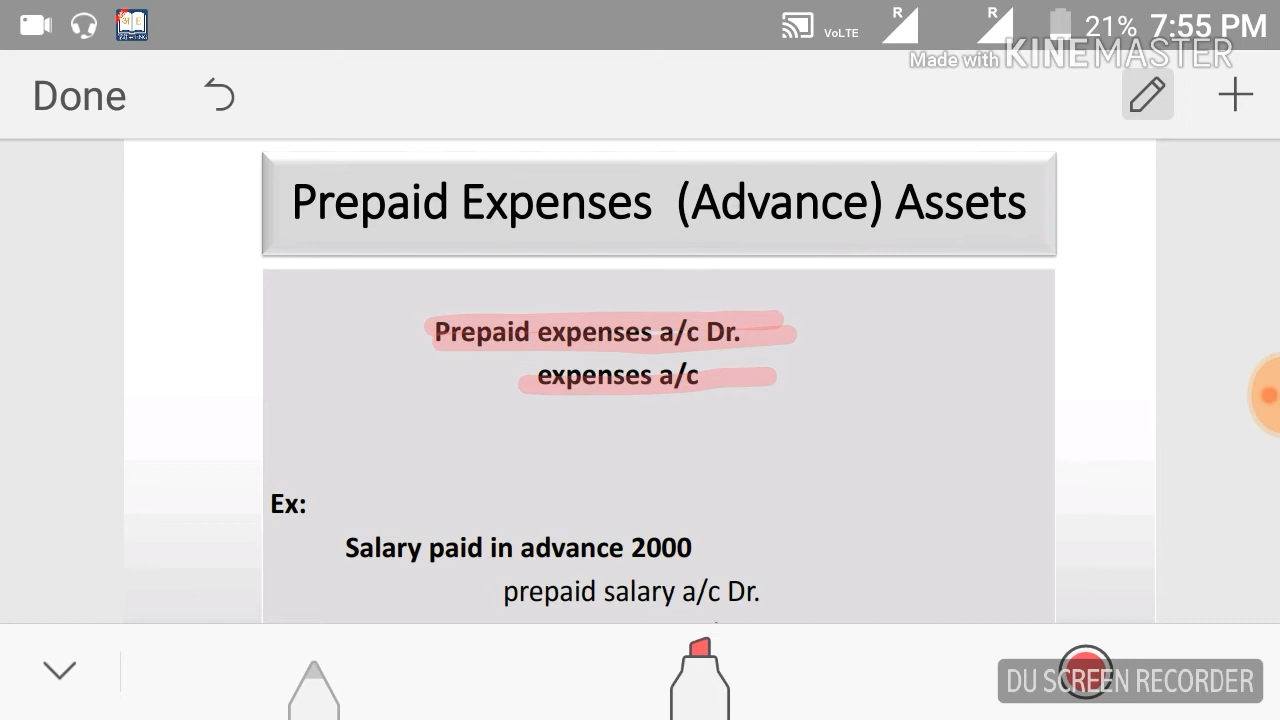 VoLTE R R 21% 7:55 PM
Made with KINEMASTER
Done
Prepaid Expenses (Advance) Assets
Prepaid expenses a/c Dr.
expenses a/c
Ex:
Salary paid in advance 2000
prepaid salary a/c Dr.
DU SCREEN RECORDER